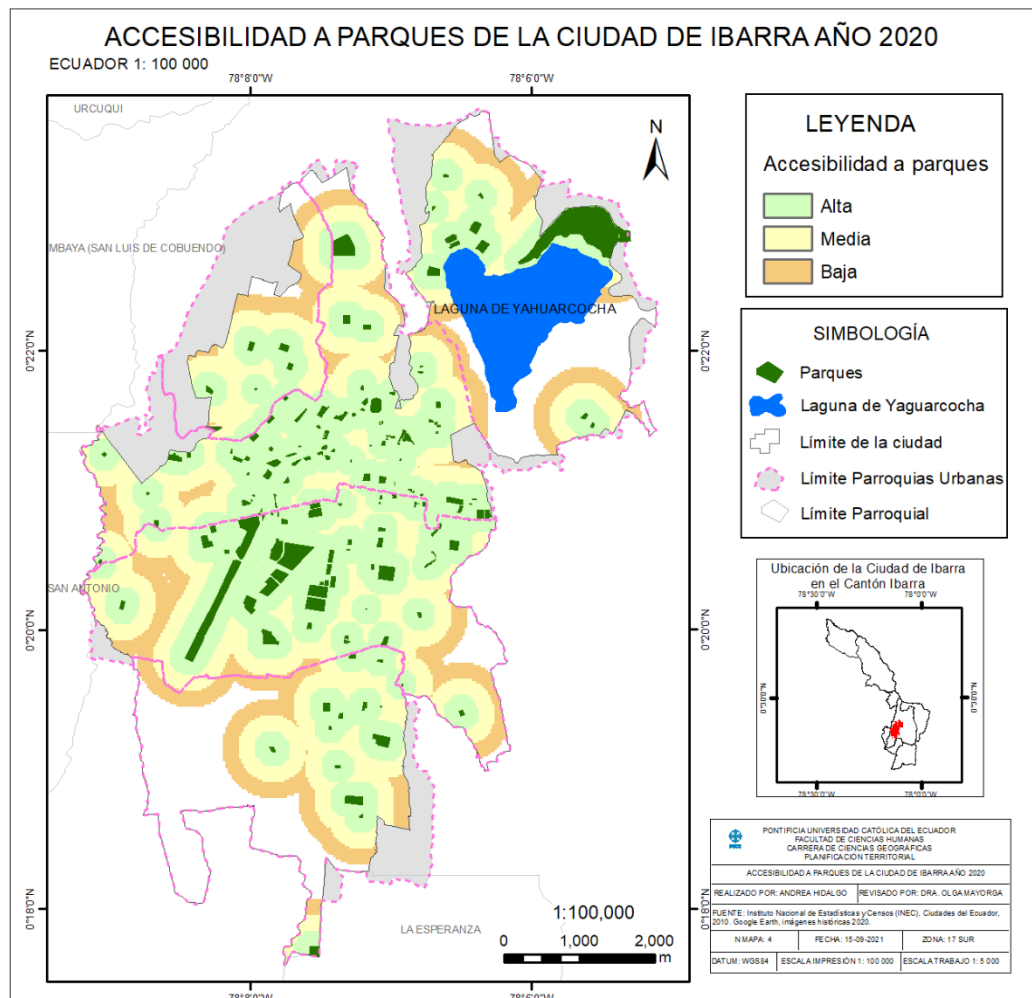 ACCESIBILIDAD A PARQUES DE LA CIUDAD DE IBARRA AÑO 2020
ECUADOR 1: 100 000
78°8'0"W
78°6'0"W
URCUQUI
N
MBAYA (SAN LUIS DE COBUENDO)
LAGUNA DE YAHUARCOCHA
0°22'0"N
0°22'0"N
SAN ANTONIO
0°20'0"N
0°20'0"N
0°18'0"N
0°18'0"N
LA ESPERANZA
1:100,000
0 1,000 2,000
m
78°8'0"W
78°6'0"W
LEYENDA
Accesibilidad a parques
Alta
Media
Baja
SIMBOLOGÍA
Parques
Laguna de Yaguarcocha
Límite de la ciudad
Límite Parroquias Urbanas
Límite Parroquial
Ubicación de la Ciudad de Ibarra
en el Cantón Ibarra
78°30'0"W
78°0'0"W
0°30'0"N
0°30'0"N
78°30'0"W
78°0'0"W
PUCE
PONTIFICIA UNIVERSIDAD CATÓLICA DEL ECUADOR
FACULTAD DE CIENCIAS HUMANAS
CARRERA DE CIENCIAS GEOGRÁFICAS
PLANIFICACIÓN TERRITORIAL
ACCESIBILIDAD A PARQUES DE LA CIUDAD DE IBARRA AÑO 2020
REALIZADO POR: ANDREA HIDALGO
REVISADO POR: DRA. OLGA MAYORGA
FUENTE: Instituto Nacional de Estadísticas y Censos (INEC), Ciudades del Ecuador,
2010. Google Earth, imágenes históricas 2020.
N MAPA: 4
FECHA: 15-09-2021
ZONA: 17 SUR
DATUM: WGS84
ESCALA IMPRESIÓN 1: 100 000
ESCALA TRABAJO 1: 5 000